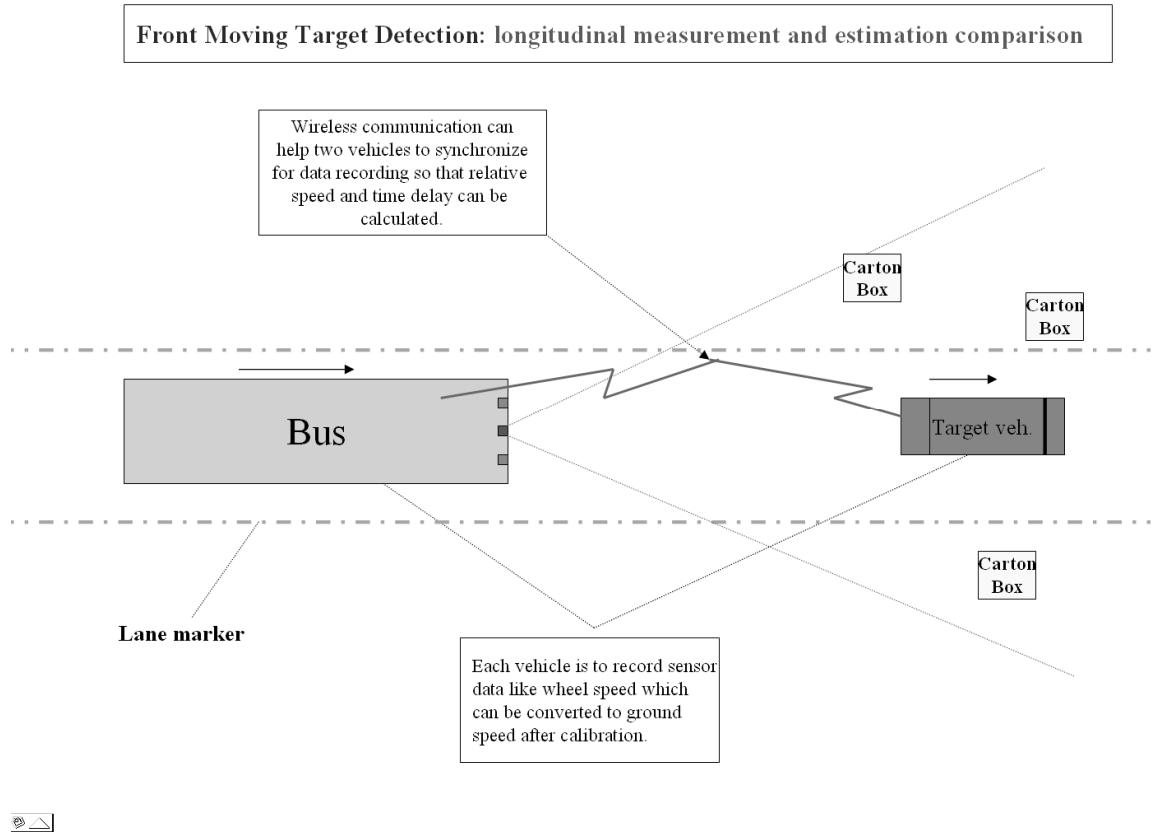 Front Moving Target Detection: longitudinal measurement and estimation comparison
Wireless communication can
help two vehicles to synchronize
for data recording so that relative
speed and time delay can be
calculated.
Carton
Box
Carton
Box
Bus
Target veh.
Carton
Box
Lane marker
Each vehicle is to record sensor
data like wheel speed which
can be converted to ground
speed after calibration.